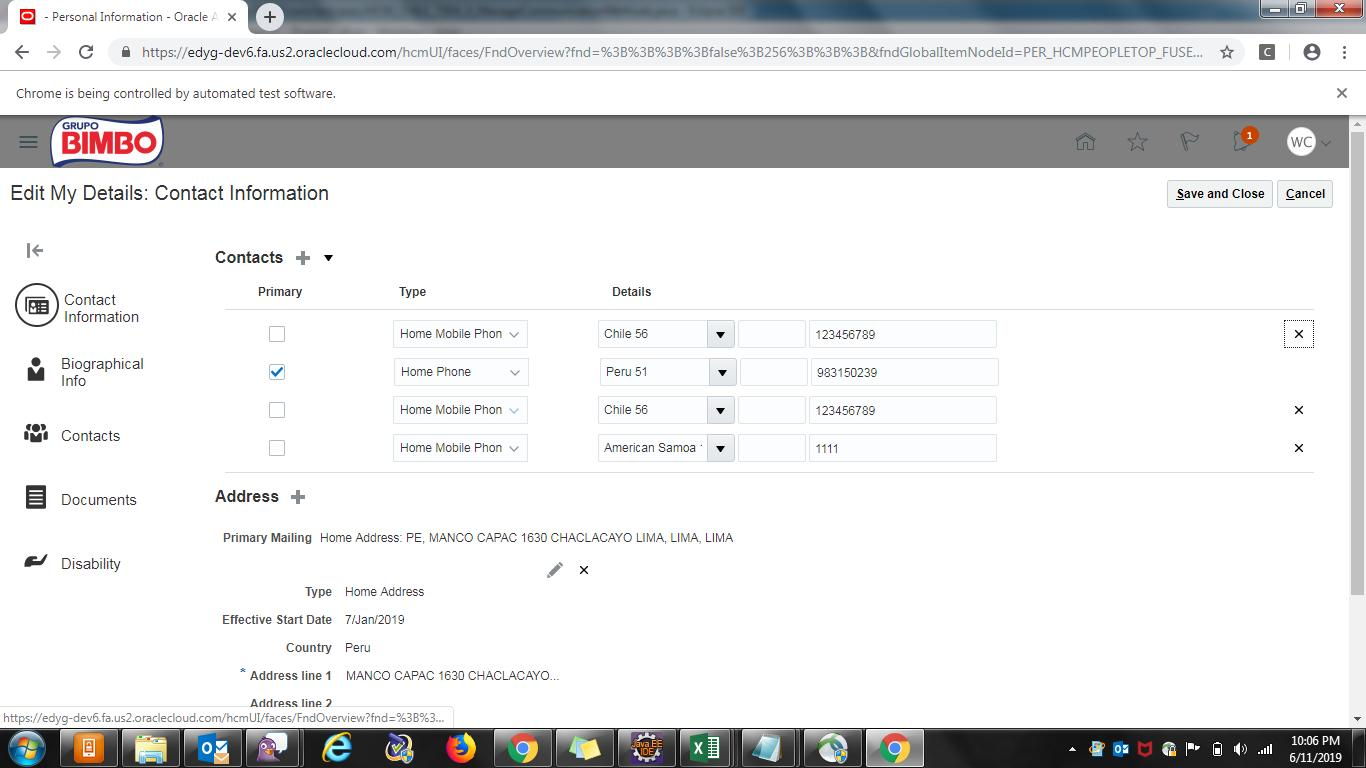 - Personal Information - Oracle A
https://edyg-dev6.fa.us2.oraclecloud.com/hcmUI/faces/FndOverview?fnd=%3B%3B%3B%3Bfalse%3B256%3B%3B%3B&fndGlobalItemNodeId=PER_HCMPEOPLETOP_FUSE...
C
Chrome is being controlled by automated test software.
GRUPO
BIMBO
1
WC
Edit My Details: Contact Information
Save and Close
Cancel
Contacts
Primary Type Details
Contact
Information
Home Mobile Phon Chile 56 123456789
Biographical
Info
Home Phone Peru 51 983150239
Home Mobile Phon Chile 56 123456789
Contacts
Home Mobile Phon American Samoa 1111
Documents
Disability
Address
Primary Mailing Home Address: PE, MANCO CAPAC 1630 CHACLACAYO LIMA, LIMA, LIMA
Type Home Address
Effective Start Date 7/Jan/2019
Country Peru
* Address line 1 MANCO CAPAC 1630 CHACLACAYO...
Address line 2
https://edyg-dev6.fa.us2.oraclecloud.com/hcmUI/faces/FndOverview?fnd=%3B%3...
Java EE
IDE
10:06 PM
6/11/2019